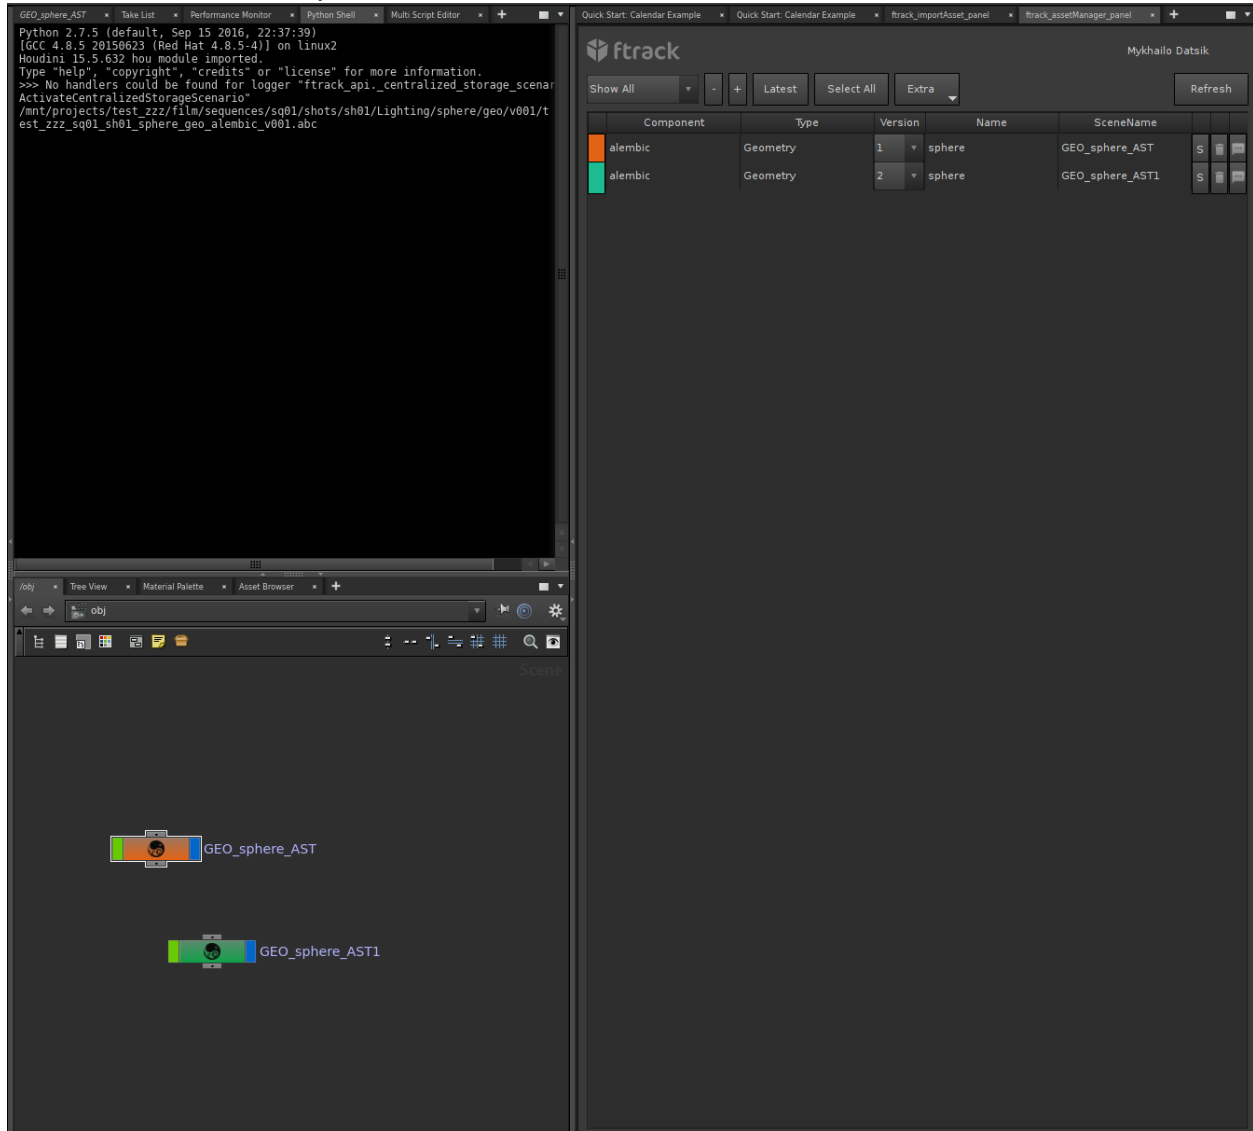 GEO_sphere_AST Take List Performance Monitor Python Shell Multi Script Editor
Python 2.7.5 (default, Sep 15 2016, 22:37:39)
[GCC 4.8.5 20150623 (Red Hat 4.8.5-4)] on linux2
Houdini 15.5.632 hou module imported.
Type "help", "copyright", "credits" or "license" for more information.
>>> No handlers could be found for logger "ftrack_api._centralized_storage_scenar
ActivateCentralizedStorageScenario"
/mnt/projects/test_zzz/film/sequences/sq01/shots/sh01/Lighting/sphere/geo/v001/t
est_zzz_sq01_sh01_sphere_geo_alembic_v001.abc
/obj Tree View Material Palette Asset Browser
obj
Scene
GEO_sphere_AST
GEO_sphere_AST1
Quick Start: Calendar Example Quick Start: Calendar Example ftrack_importAsset_panel ftrack_assetManager_panel
ftrack Mykhailo Datsik
Show All - + Latest Select All Extra Refresh
Component Type Version Name SceneName
alembic Geometry 1 sphere GEO_sphere_AST S
alembic Geometry 2 sphere GEO_sphere_AST1 S